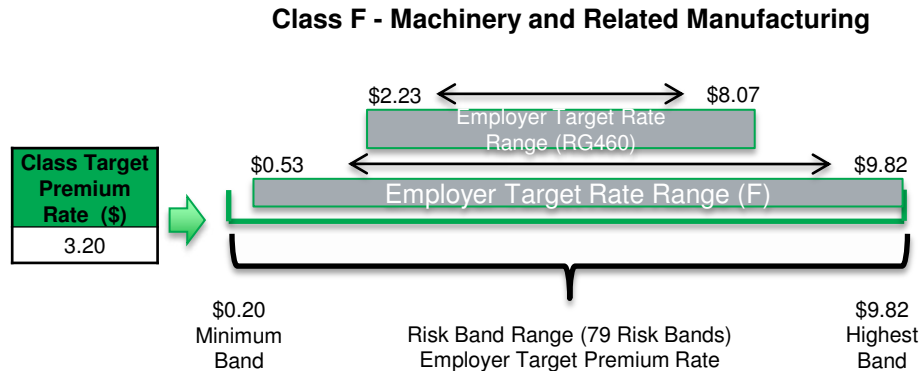 Class F - Machinery and Related Manufacturing
$2.23
$8.07
Employer Target Rate
Range (RG460)
$0.53
$9.82
Employer Target Rate Range (F)
Class Target
Premium
Rate ($)
3.20
$0.20
Minimum
Band
Risk Band Range (79 Risk Bands)
Employer Target Premium Rate
$9.82
Highest
Band